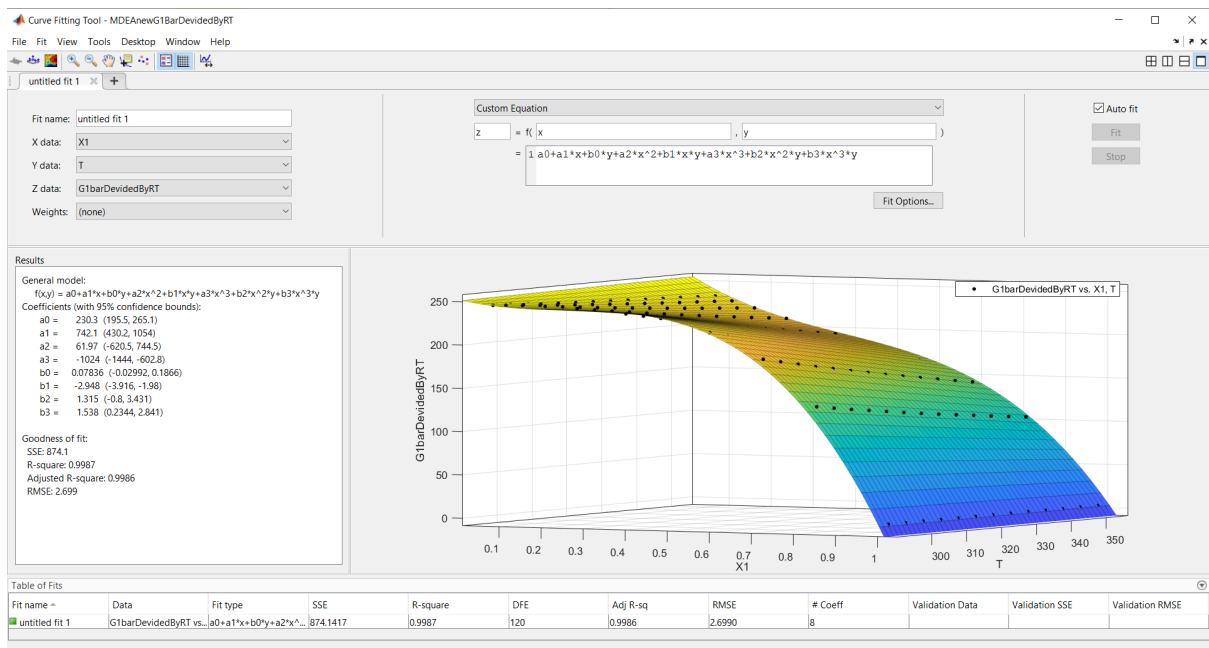 Curve Fitting Tool - MDEAnewG1BarDevidedByRT
File Fit View Tools Desktop Window Help
untitled fit 1
Fit name: untitled fit 1
X data: X1
Y data: T
Z data: G1barDevidedByRT
Weights: (none)
Custom Equation
z = f( x , y )
= 1 a0+a1*x+b0*y+a2*x^2+b1*x*y+a3*x^3+b2*x^2*y+b3*x^3*y
Fit Options...
Auto fit
Fit
Stop
Results
General model:
f(x,y) = a0+a1*x+b0*y+a2*x^2+b1*x*y+a3*x^3+b2*x^2*y+b3*x^3*y
Coefficients (with 95% confidence bounds):
a0 = 230.3 (195.5, 265.1)
a1 = 742.1 (430.2, 1054)
a2 = 61.97 (-620.5, 744.5)
a3 = -1024 (-1444, -602.8)
b0 = 0.07836 (-0.02992, 0.1866)
b1 = -2.948 (-3.916, -1.98)
b2 = 1.315 (-0.8, 3.431)
b3 = 1.538 (0.2344, 2.841)
Goodness of fit:
SSE: 874.1
R-square: 0.9987
Adjusted R-square: 0.9986
RMSE: 2.699
G1barDevidedByRT vs. X1, T
G1barDevidedByRT
250
200
150
100
50
0
0.1 0.2 0.3 0.4 0.5 0.6 0.7 0.8 0.9 1
X1
300 310 320 330 340 350
T
Table of Fits
Fit name Data Fit type SSE R-square DFE Adj R-sq RMSE # Coeff Validation Data Validation SSE Validation RMSE
untitled fit 1 G1barDevidedByRT vs... a0+a1*x+b0*y+a2*x^... 874.1417 0.9987 120 0.9986 2.6990 8